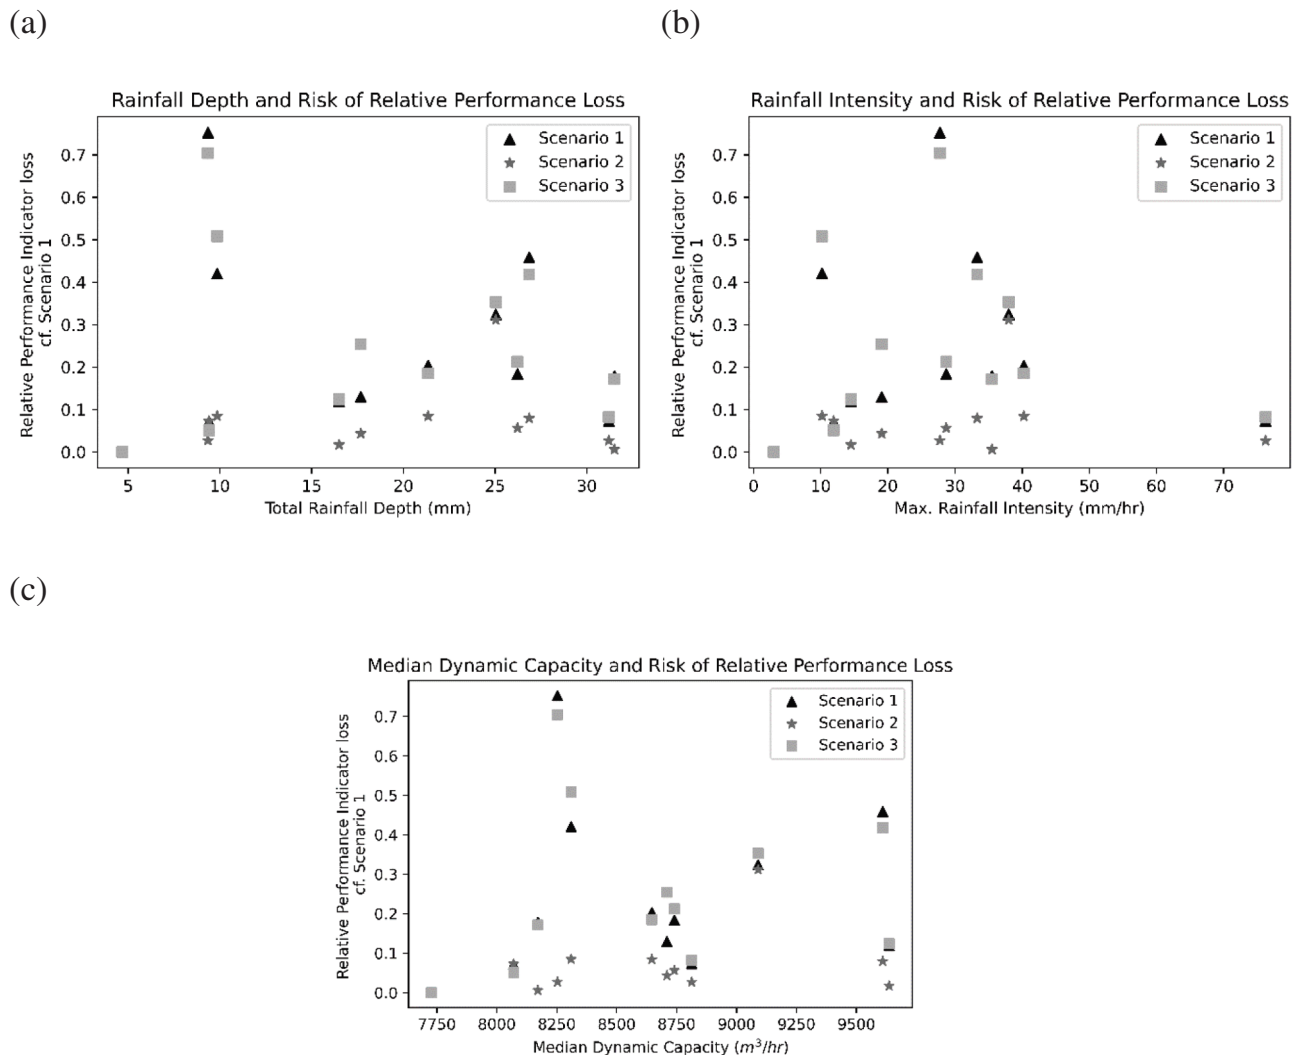 (a)
(b)
Rainfall Depth and Risk of Relative Performance Loss
Relative Performance Indicator loss
cf. Scenario 1
0.7
0.6
0.5
0.4
0.3
0.2
0.1
0.0
Scenario 1
Scenario 2
Scenario 3
5 10 15 20 25 30
Total Rainfall Depth (mm)
Rainfall Intensity and Risk of Relative Performance Loss
Relative Performance Indicator loss
cf. Scenario 1
0.7
0.6
0.5
0.4
0.3
0.2
0.1
0.0
Scenario 1
Scenario 2
Scenario 3
0 10 20 30 40 50 60 70
Max. Rainfall Intensity (mm/hr)
(c)
Median Dynamic Capacity and Risk of Relative Performance Loss
Relative Performance Indicator loss
cf. Scenario 1
0.7
0.6
0.5
0.4
0.3
0.2
0.1
0.0
Scenario 1
Scenario 2
Scenario 3
7750 8000 8250 8500 8750 9000 9250 9500
Median Dynamic Capacity (m³/hr)